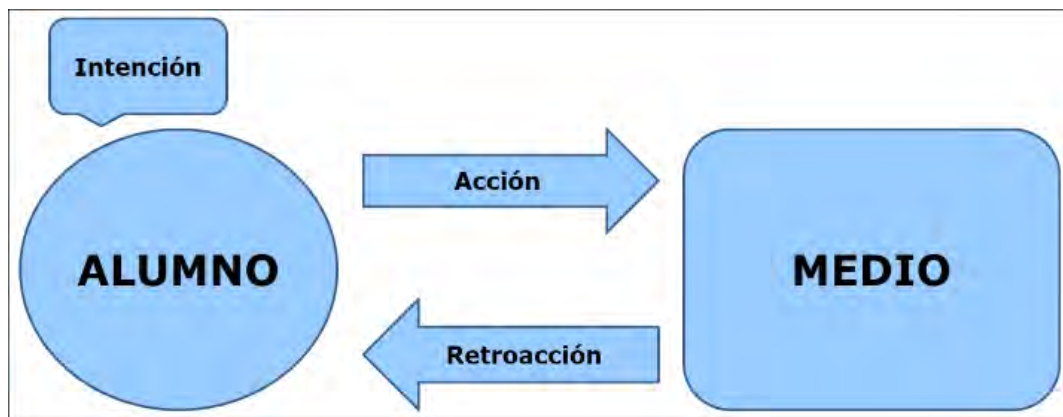 Intención
Acción
ALUMNO
MEDIO
Retroacción